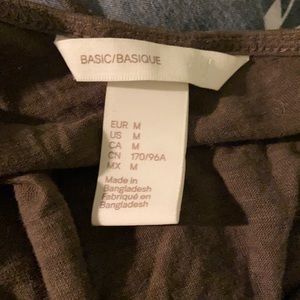 BASIC/BASIQUE
EUR M
US M
CA M
CN 170/96A
MX M
Made in
Bangladesh
Fabriqué en
Bangladesh